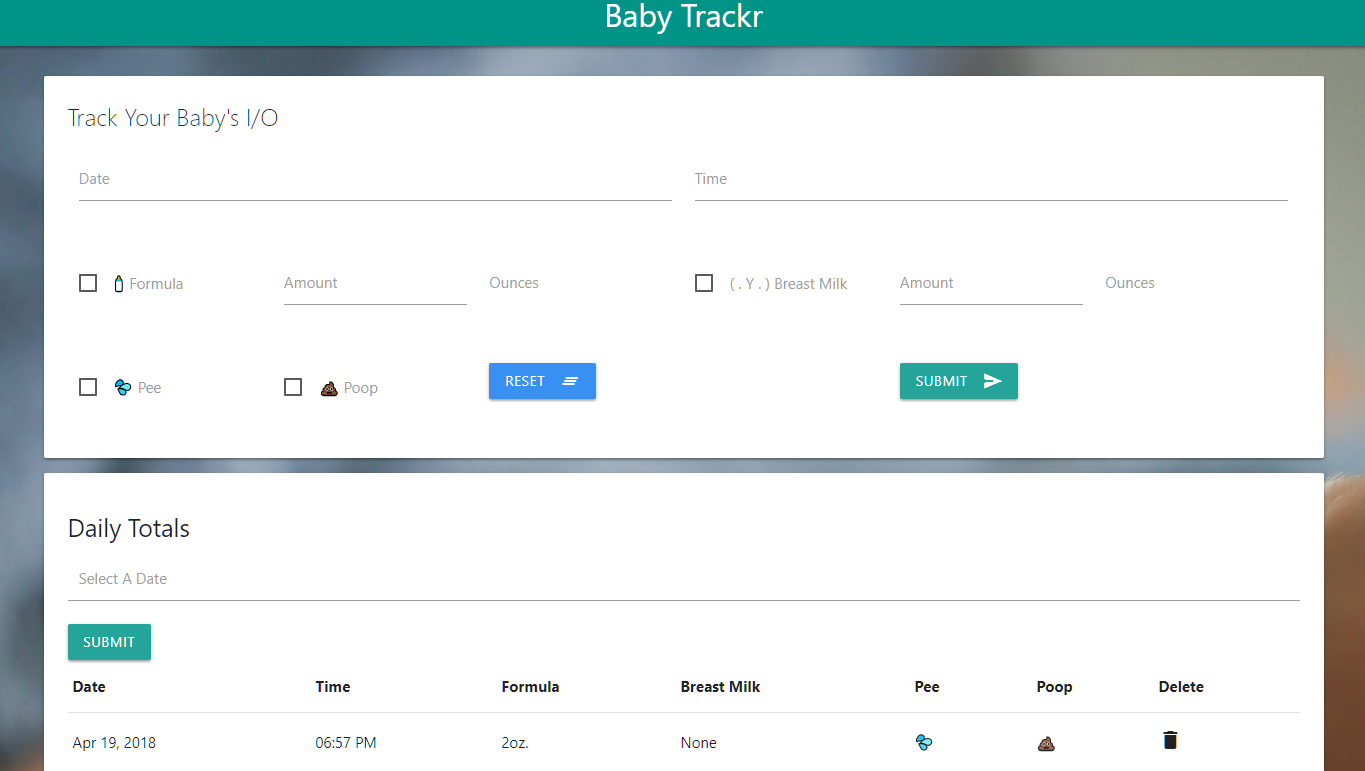 Baby Trackr
Track Your Baby's I/O
Date Time
🍼 Formula Amount Ounces ( . Y . ) Breast Milk Amount Ounces
💦 Pee 💩 Poop RESET SUBMIT
Daily Totals
Select A Date
SUBMIT
Date Time Formula Breast Milk Pee Poop Delete
Apr 19, 2018 06:57 PM 2oz. None 💦 💩